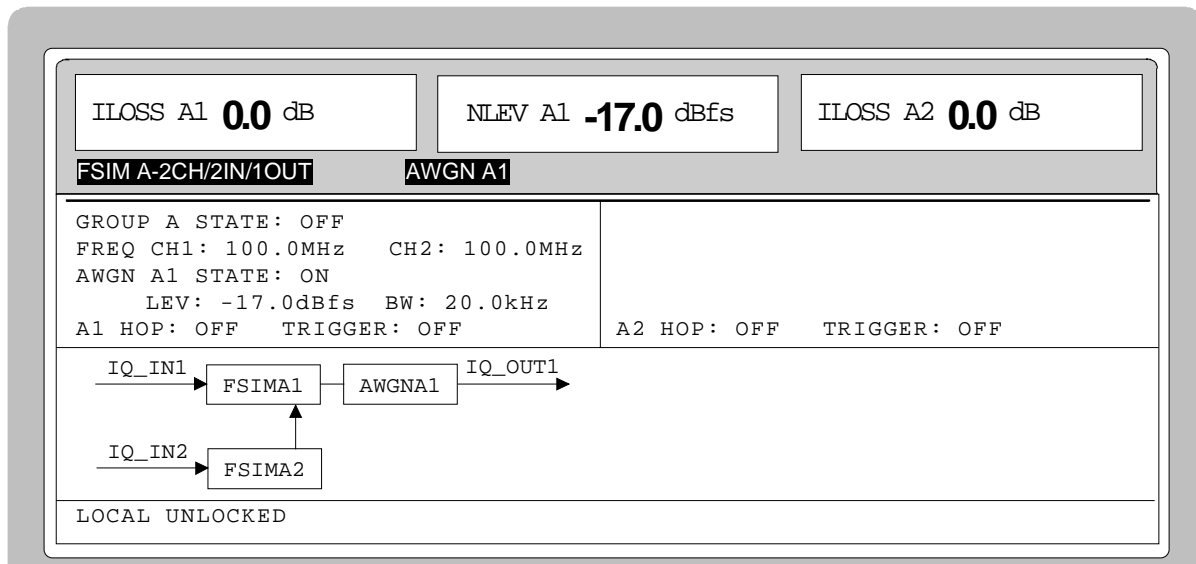 ILOSS A1 0.0 dB
NLEV A1 -17.0 dBfs
ILOSS A2 0.0 dB
FSIM A-2CH/2IN/1OUT AWGN A1
GROUP A STATE: OFF
FREQ CH1: 100.0MHz CH2: 100.0MHz
AWGN A1 STATE: ON
LEV: -17.0dBfs BW: 20.0kHz
A1 HOP: OFF TRIGGER: OFF
A2 HOP: OFF TRIGGER: OFF
IQ_IN1
FSIMA1
AWGNA1
IQ_OUT1
IQ_IN2
FSIMA2
LOCAL UNLOCKED